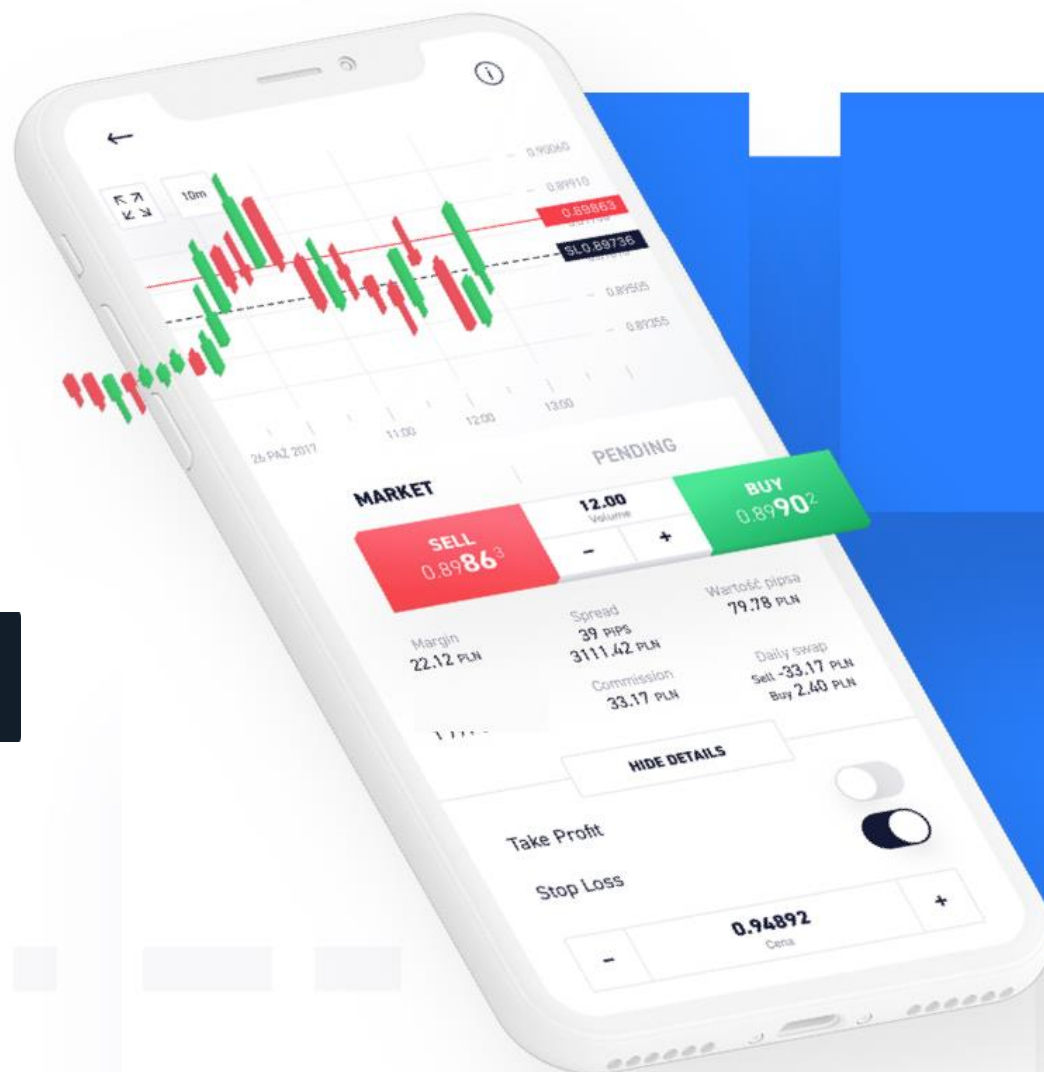 10m
0.90060
0.89910
0.89863
SL0.89736
0.89505
0.89355
26 PAŹ 2017
11:00
12:00
13:00
MARKET
PENDING
SELL
0.89863
12.00
Volume
-
+
BUY
0.89902
Margin
22.12 PLN
Spread
39 PIPS
3111.42 PLN
Wartość pipsa
79.78 PLN
Commission
33.17 PLN
Daily swap
Sell -33.17 PLN
Buy 2.40 PLN
HIDE DETAILS
Take Profit
Stop Loss
-
0.94892
Cena
+